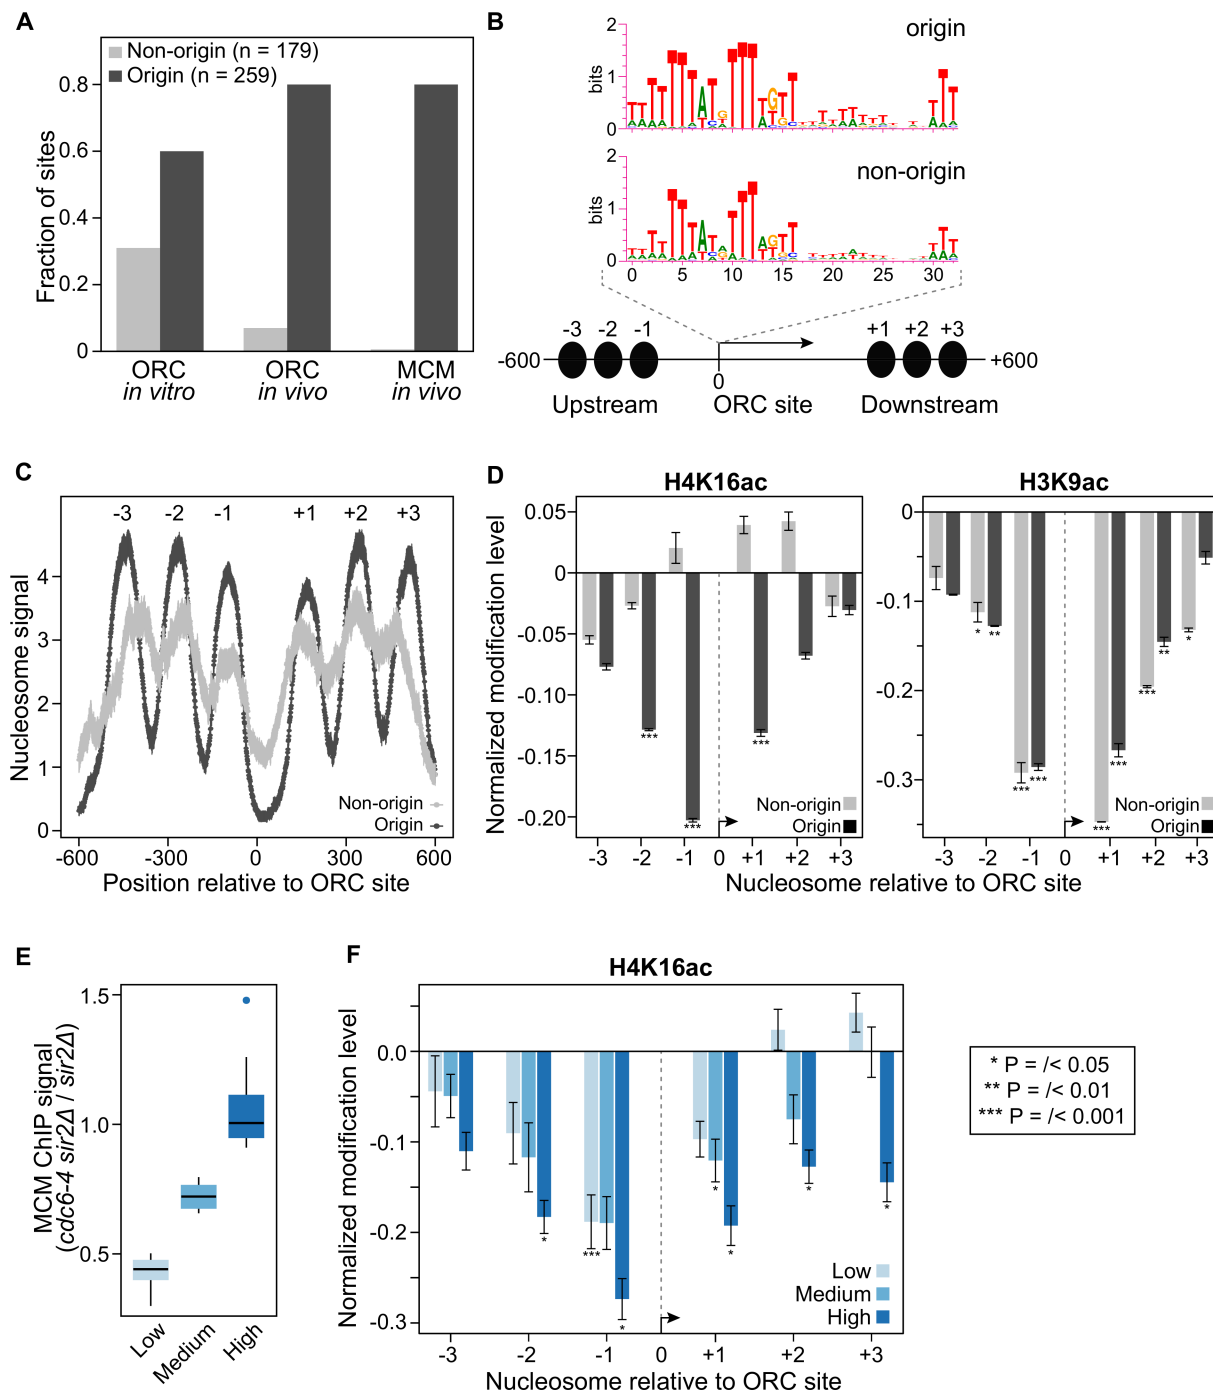 A
Non-origin (n = 179)
Origin (n = 259)
Fraction of sites
0.8
0.6
0.4
0.2
0
ORC
in vitro
ORC
in vivo
MCM
in vivo
B
origin
bits
2
1
0
non-origin
bits
2
1
0
0 5 10 15 20 25 30
-3 -2 -1 +1 +2 +3
-600 +600
0
Upstream ORC site Downstream
C
-3 -2 -1 +1 +2 +3
Nucleosome signal
4
3
2
1
0
Non-origin
Origin
-600 -300 0 300 600
Position relative to ORC site
D
H4K16ac
Normalized modification level
0.05
0
-0.05
-0.10
-0.15
-0.20
***
***
***
Non-origin
Origin
-3 -2 -1 0 +1 +2 +3
H3K9ac
0
-0.1
-0.2
-0.3
* ** *** *** *** *** *** ** *
Non-origin
Origin
-3 -2 -1 0 +1 +2 +3
Nucleosome relative to ORC site
E
MCM ChIP signal
(cdc6-4 sir2Δ / sir2Δ)
1.5
1.0
0.5
Low
Medium
High
F
H4K16ac
Normalized modification level
0.0
-0.1
-0.2
-0.3
* *** * * * * *
Low
Medium
High
-3 -2 -1 0 +1 +2 +3
Nucleosome relative to ORC site
* P = /< 0.05
** P = /< 0.01
*** P = /< 0.001